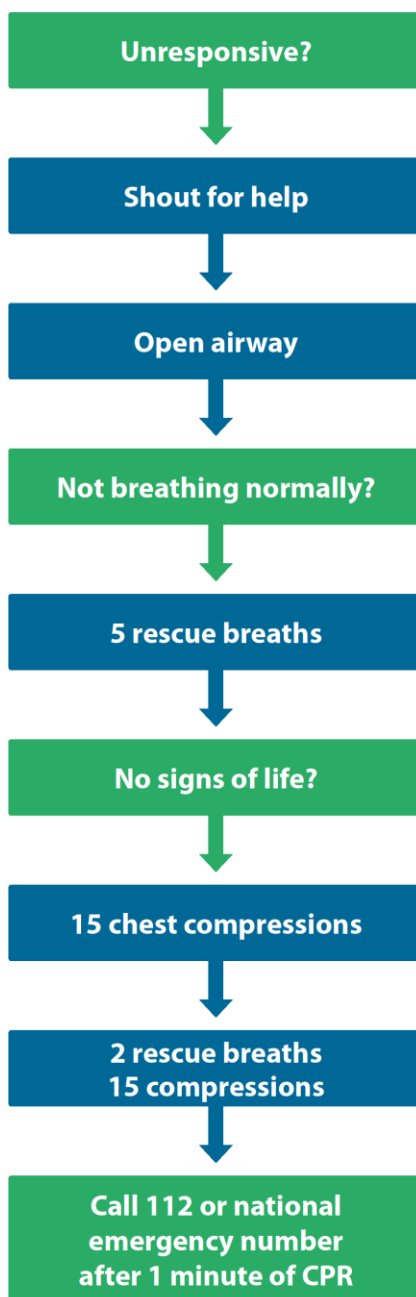 Unresponsive?
Shout for help
Open airway
Not breathing normally?
5 rescue breaths
No signs of life?
15 chest compressions
2 rescue breaths
15 compressions
Call 112 or national
emergency number
after 1 minute of CPR